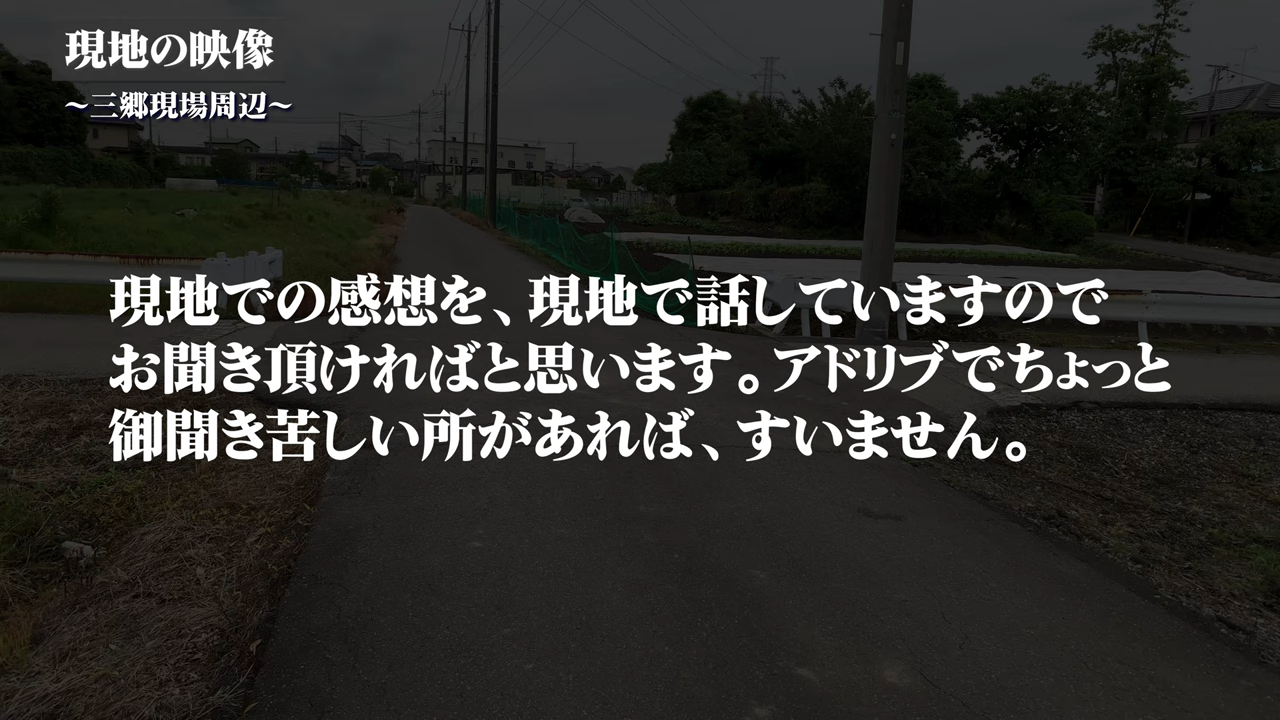 現地の映像
～三郷現場周辺～
現地での感想を、現地で話していますので
お聞き頂ければと思います。アドリブでちょっと
御聞き苦しい所があれば、すいません。